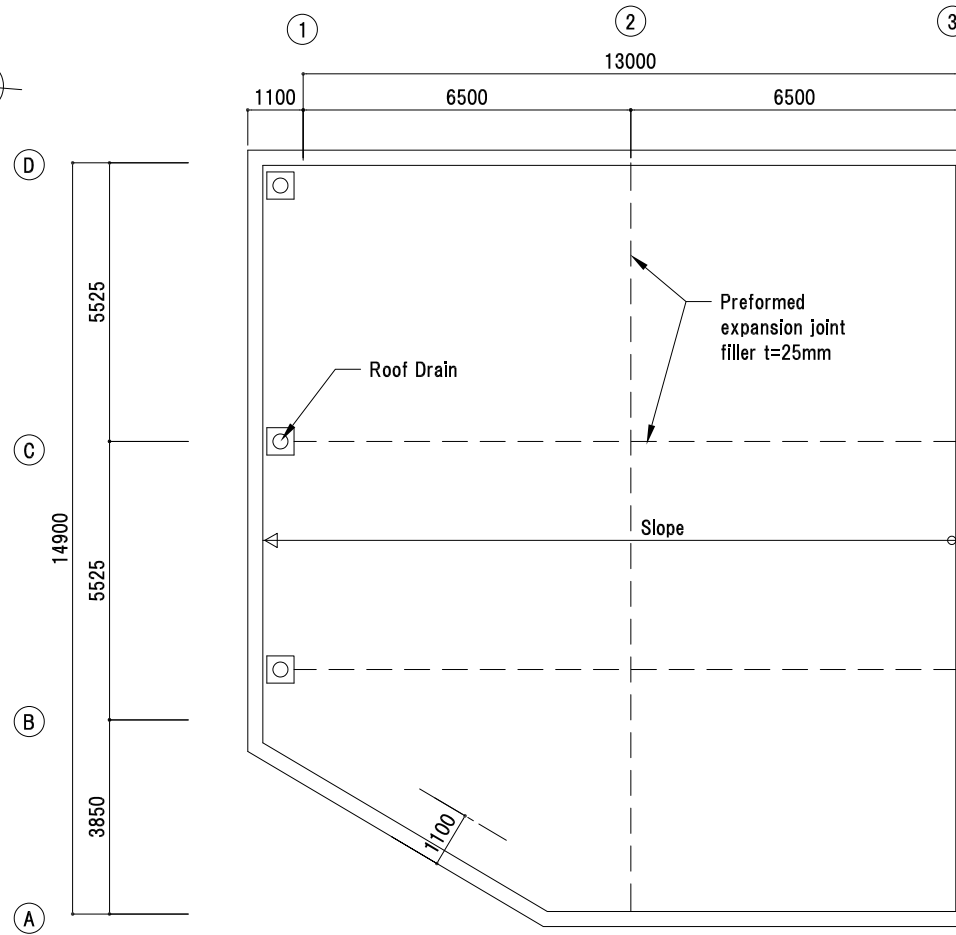 1
2
3
13000
1100
6500
6500
D
5525
Preformed
expansion joint
filler t=25mm
Roof Drain
C
14900
Slope
5525
B
3850
1100
A